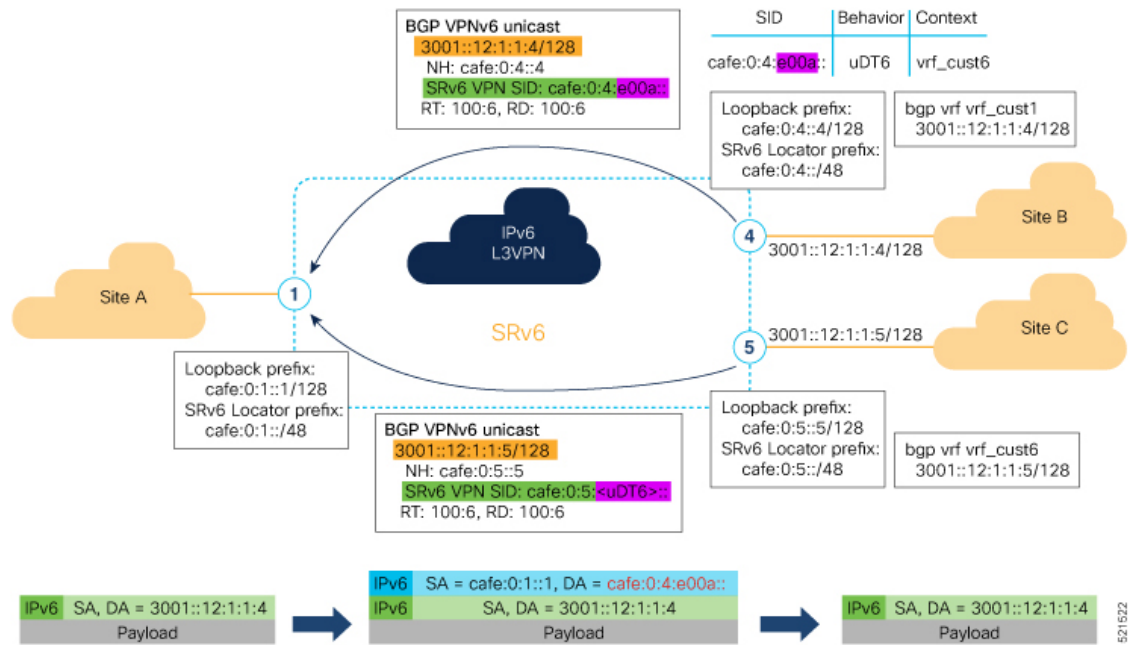 BGP VPNv6 unicast
3001::12:1:1:4/128
NH: cafe:0:4::4
SRv6 VPN SID: cafe:0:4:e00a::
RT: 100:6, RD: 100:6
SID Behavior Context
cafe:0:4:e00a:: uDT6 vrf_cust6
Loopback prefix:
cafe:0:4::4/128
SRv6 Locator prefix:
cafe:0:4::/48
bgp vrf vrf_cust1
3001::12:1:1:4/128
IPv6
L3VPN
SRv6
Site A
1
4
3001::12:1:1:4/128
Site B
5
3001::12:1:1:5/128
Site C
Loopback prefix:
cafe:0:1::1/128
SRv6 Locator prefix:
cafe:0:1::/48
BGP VPNv6 unicast
3001::12:1:1:5/128
NH: cafe:0:5::5
SRv6 VPN SID: cafe:0:5:<uDT6>::
RT: 100:6, RD: 100:6
Loopback prefix:
cafe:0:5::5/128
SRv6 Locator prefix:
cafe:0:5::/48
bgp vrf vrf_cust6
3001::12:1:1:5/128
IPv6 SA, DA = 3001::12:1:1:4
Payload
IPv6 SA = cafe:0:1::1, DA = cafe:0:4:e00a::
IPv6 SA, DA = 3001::12:1:1:4
Payload
IPv6 SA, DA = 3001::12:1:1:4
Payload
521522